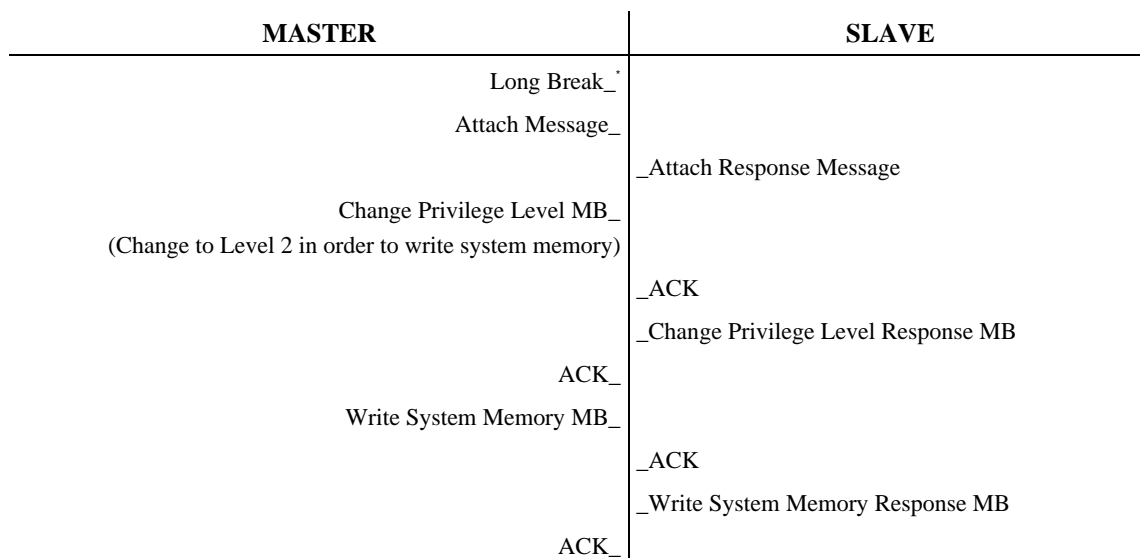 MASTER SLAVE
Long Break_*
Attach Message_
_Attach Response Message
Change Privilege Level MB_
(Change to Level 2 in order to write system memory)
_ACK
_Change Privilege Level Response MB
ACK_
Write System Memory MB_
_ACK
_Write System Memory Response MB
ACK_